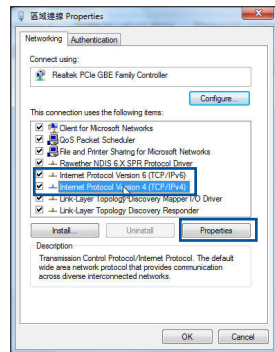 區域連線 Properties
Networking Authentication
Connect using:
Realtek PCIe GBE Family Controller
Configure...
This connection uses the following items:
Client for Microsoft Networks
QoS Packet Scheduler
File and Printer Sharing for Microsoft Networks
Rawether NDIS 6.X SPR Protocol Driver
Internet Protocol Version 6 (TCP/IPv6)
Internet Protocol Version 4 (TCP/IPv4)
Link-Layer Topology Discovery Mapper I/O Driver
Link-Layer Topology Discovery Responder
Install... Uninstall Properties
Description
Transmission Control Protocol/Internet Protocol. The default
wide area network protocol that provides communication
across diverse interconnected networks.
OK Cancel